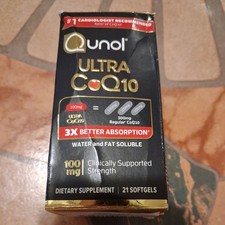 #1 CARDIOLOGIST RECOMMENDED
Qunol
ULTRA
CoQ10
100mg
ULTRA
CoQ10
=
300mg
Regular CoQ10
3X BETTER ABSORPTION
WATER and FAT SOLUBLE
100
mg
Clinically Supported
Strength
DIETARY SUPPLEMENT | 21 SOFTGELS